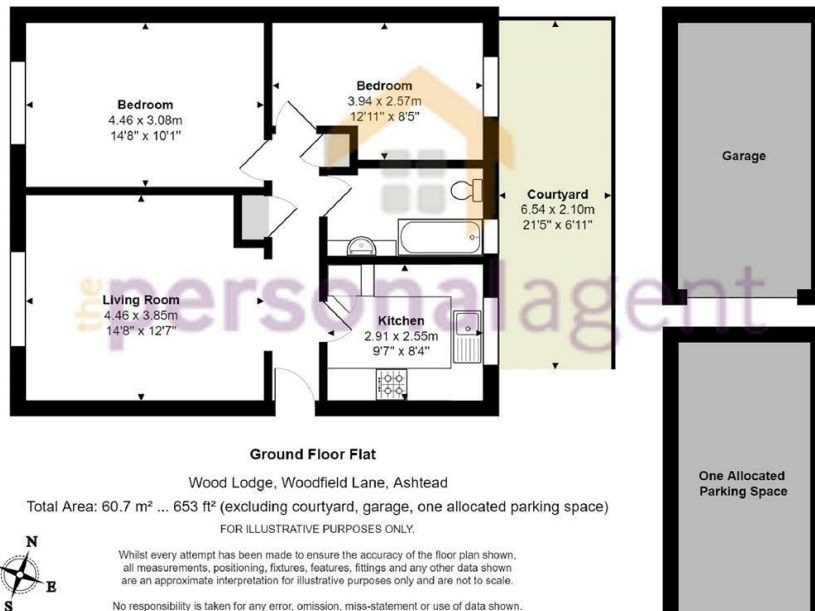 Bedroom
4.46 x 3.08m
14'8" x 10'1"
Bedroom
3.94 x 2.57m
12'11" x 8'5"
Courtyard
6.54 x 2.10m
21'5" x 6'11"
Garage
Living Room
4.46 x 3.85m
14'8" x 12'7"
Kitchen
2.91 x 2.55m
9'7" x 8'4"
the personalagent
One Allocated
Parking Space
Ground Floor Flat
Wood Lodge, Woodfield Lane, Ashtead
Total Area: 60.7 m² ... 653 ft² (excluding courtyard, garage, one allocated parking space)
FOR ILLUSTRATIVE PURPOSES ONLY.
Whilst every attempt has been made to ensure the accuracy of the floor plan shown,
all measurements, positioning, fixtures, features, fittings and any other data shown
are an approximate interpretation for illustrative purposes only and are not to scale.
No responsibility is taken for any error, omission, miss-statement or use of data shown.
N
E
S